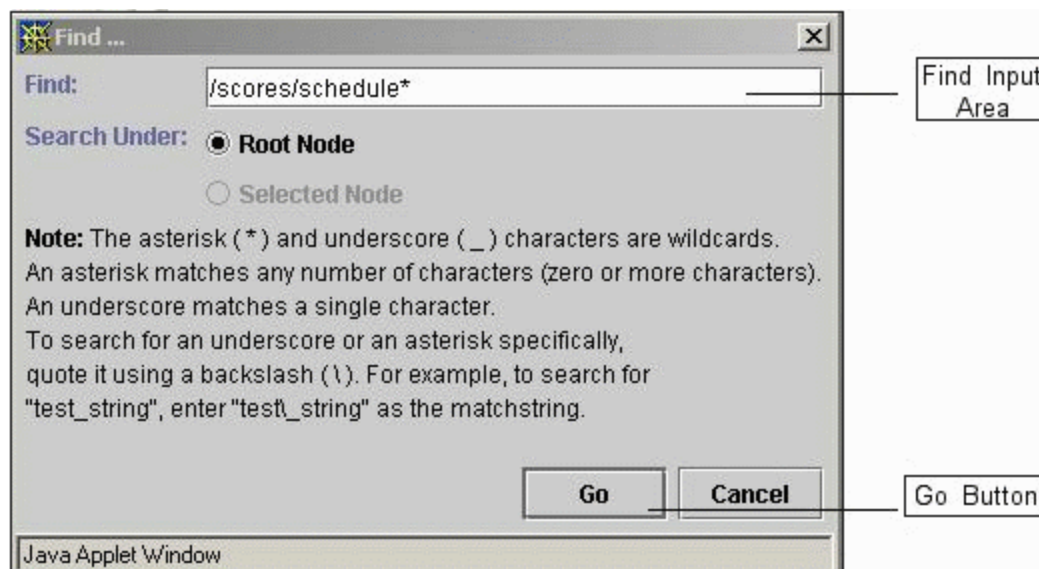 Find ...
Find:
/scores/schedule*
Find Input
Area
Search Under:
Root Node
Selected Node
Note: The asterisk ( * ) and underscore ( _ ) characters are wildcards.
An asterisk matches any number of characters (zero or more characters).
An underscore matches a single character.
To search for an underscore or an asterisk specifically,
quote it using a backslash ( \ ). For example, to search for
"test_string", enter "test\_string" as the matchstring.
Go
Cancel
Go Button
Java Applet Window